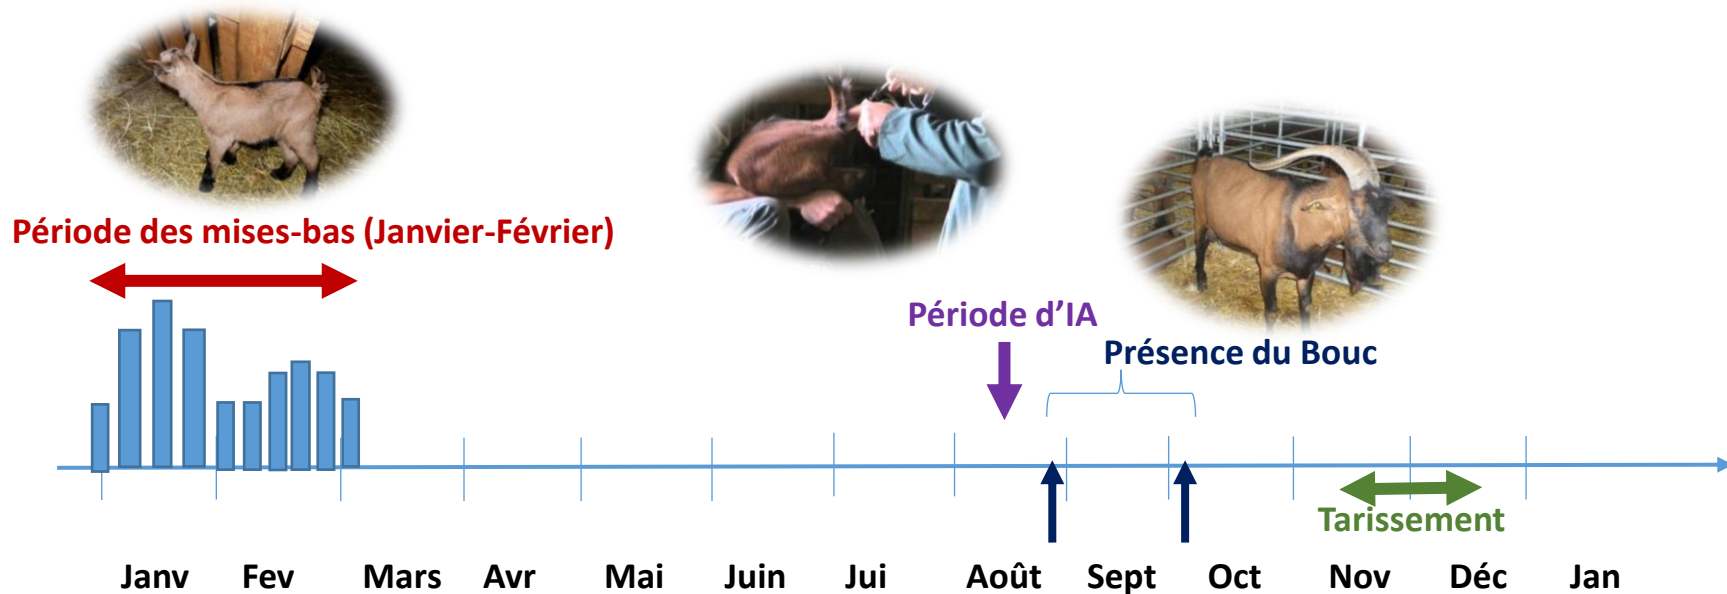 Période des mises-bas (Janvier-Février)
Période d'IA
Présence du Bouc
Tarissement
Janv Fev Mars Avr Mai Juin Jui Août Sept Oct Nov Déc Jan